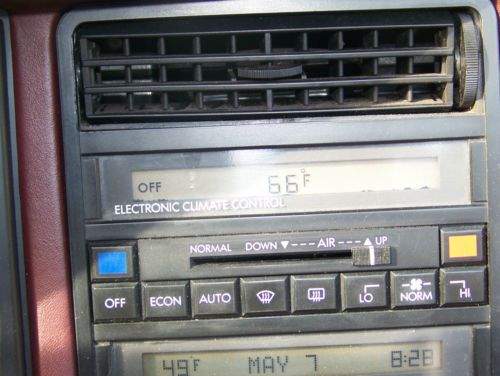 OFF 66°F
ELECTRONIC CLIMATE CONTROL
NORMAL DOWN ▼---AIR---▲ UP
OFF ECON AUTO LO NORM HI
49°F MAY 7 8:28